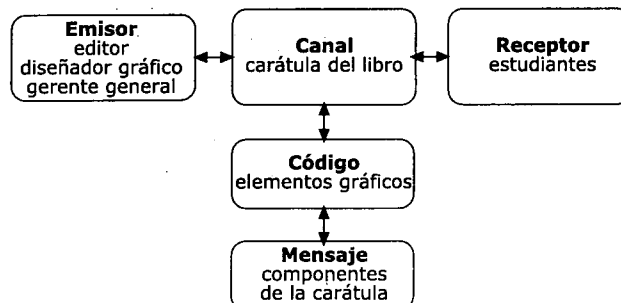 Emisor
editor
diseñador gráfico
gerente general
Canal
carátula del libro
Receptor
estudiantes
Código
elementos gráficos
Mensaje
componentes
de la carátula